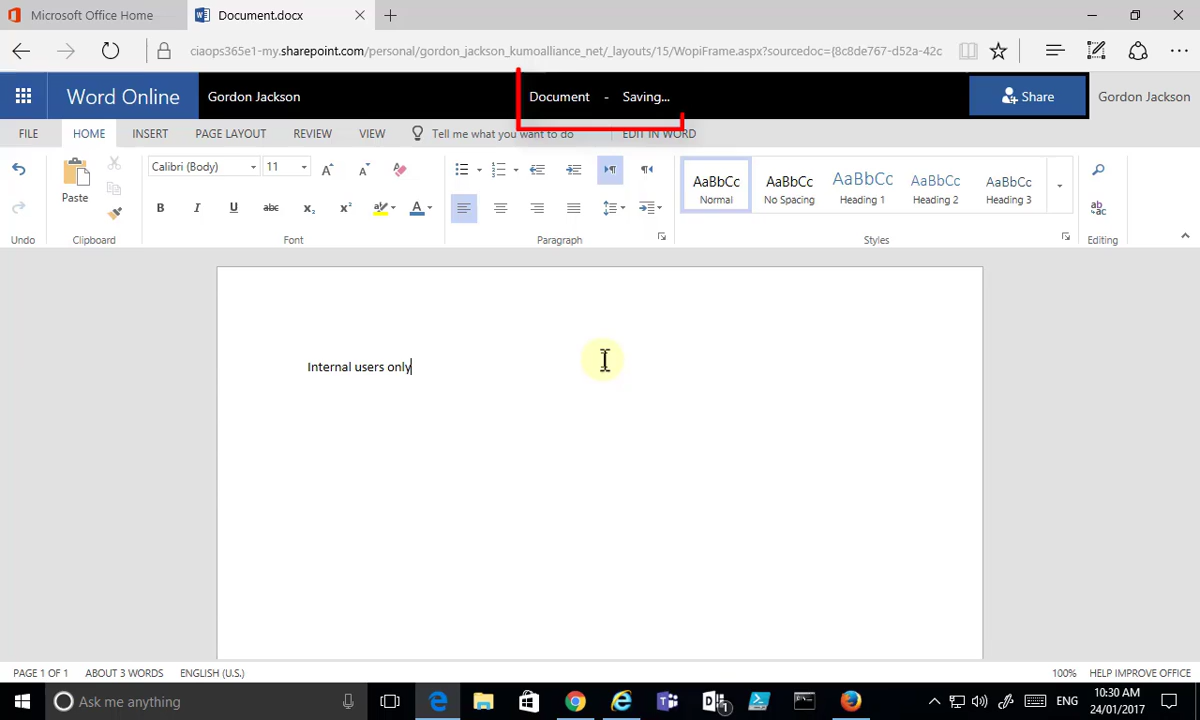 Microsoft Office Home
Document.docx
ciaops365e1-my.sharepoint.com/personal/gordon_jackson_kumoalliance_net/_layouts/15/WopiFrame.aspx?sourcedoc={8c8de767-d52a-42c
Word Online Gordon Jackson Document - Saving... Share Gordon Jackson
FILE HOME INSERT PAGE LAYOUT REVIEW VIEW Tell me what you want to do EDIT IN WORD
Calibri (Body) 11
Paste
B I U abc x₂ x² A
AaBbCc AaBbCc AaBbCc AaBbCc AaBbCc
Normal No Spacing Heading 1 Heading 2 Heading 3
Undo Clipboard Font Paragraph Styles Editing
Internal users only
PAGE 1 OF 1 ABOUT 3 WORDS ENGLISH (U.S.) 100% HELP IMPROVE OFFICE
Ask me anything
ENG
10:30 AM
24/01/2017